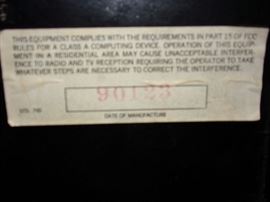 THIS EQUIPMENT COMPLIES WITH THE REQUIREMENTS IN PART 15 OF FCC
RULES FOR A CLASS A COMPUTING DEVICE. OPERATION OF THIS EQUIP-
MENT IN A RESIDENTIAL AREA MAY CAUSE UNACCEPTABLE INTERFER-
ENCE TO RADIO AND TV RECEPTION REQUIRING THE OPERATOR TO TAKE
WHATEVER STEPS ARE NECESSARY TO CORRECT THE INTERFERENCE.
90123
DATE OF MANUFACTURE